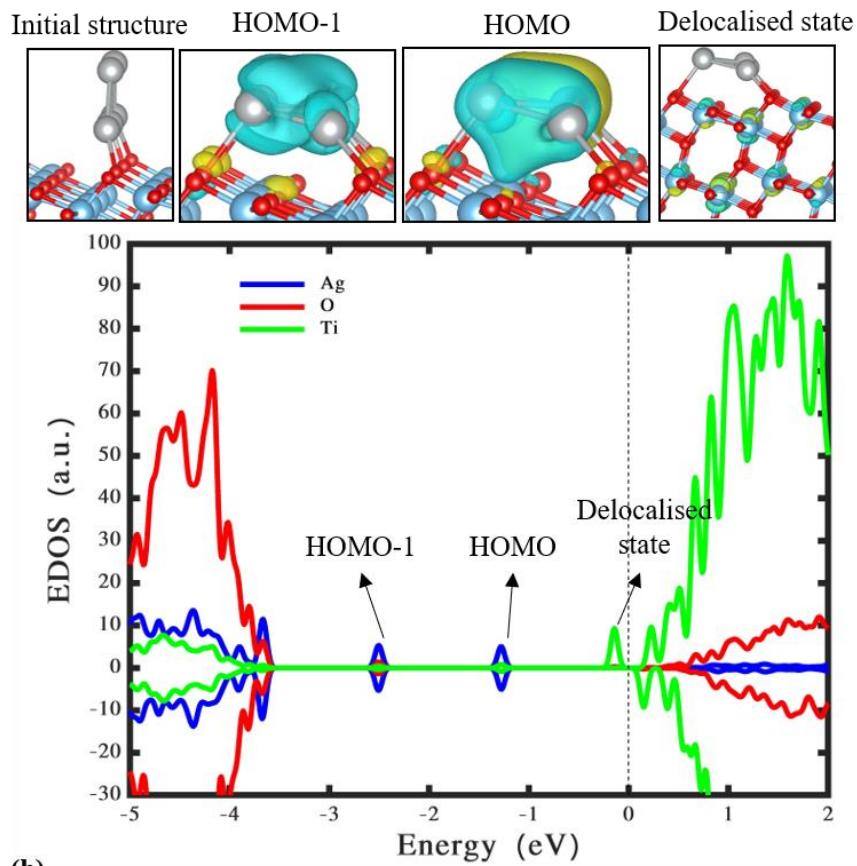 Initial structure
HOMO-1
HOMO
Delocalised state
100
90
80
70
60
50
40
30
20
10
0
-10
-20
-30
EDOS (a.u.)
Ag
O
Ti
HOMO-1
HOMO
Delocalised
state
-5
-4
-3
-2
-1
0
1
2
Energy (eV)